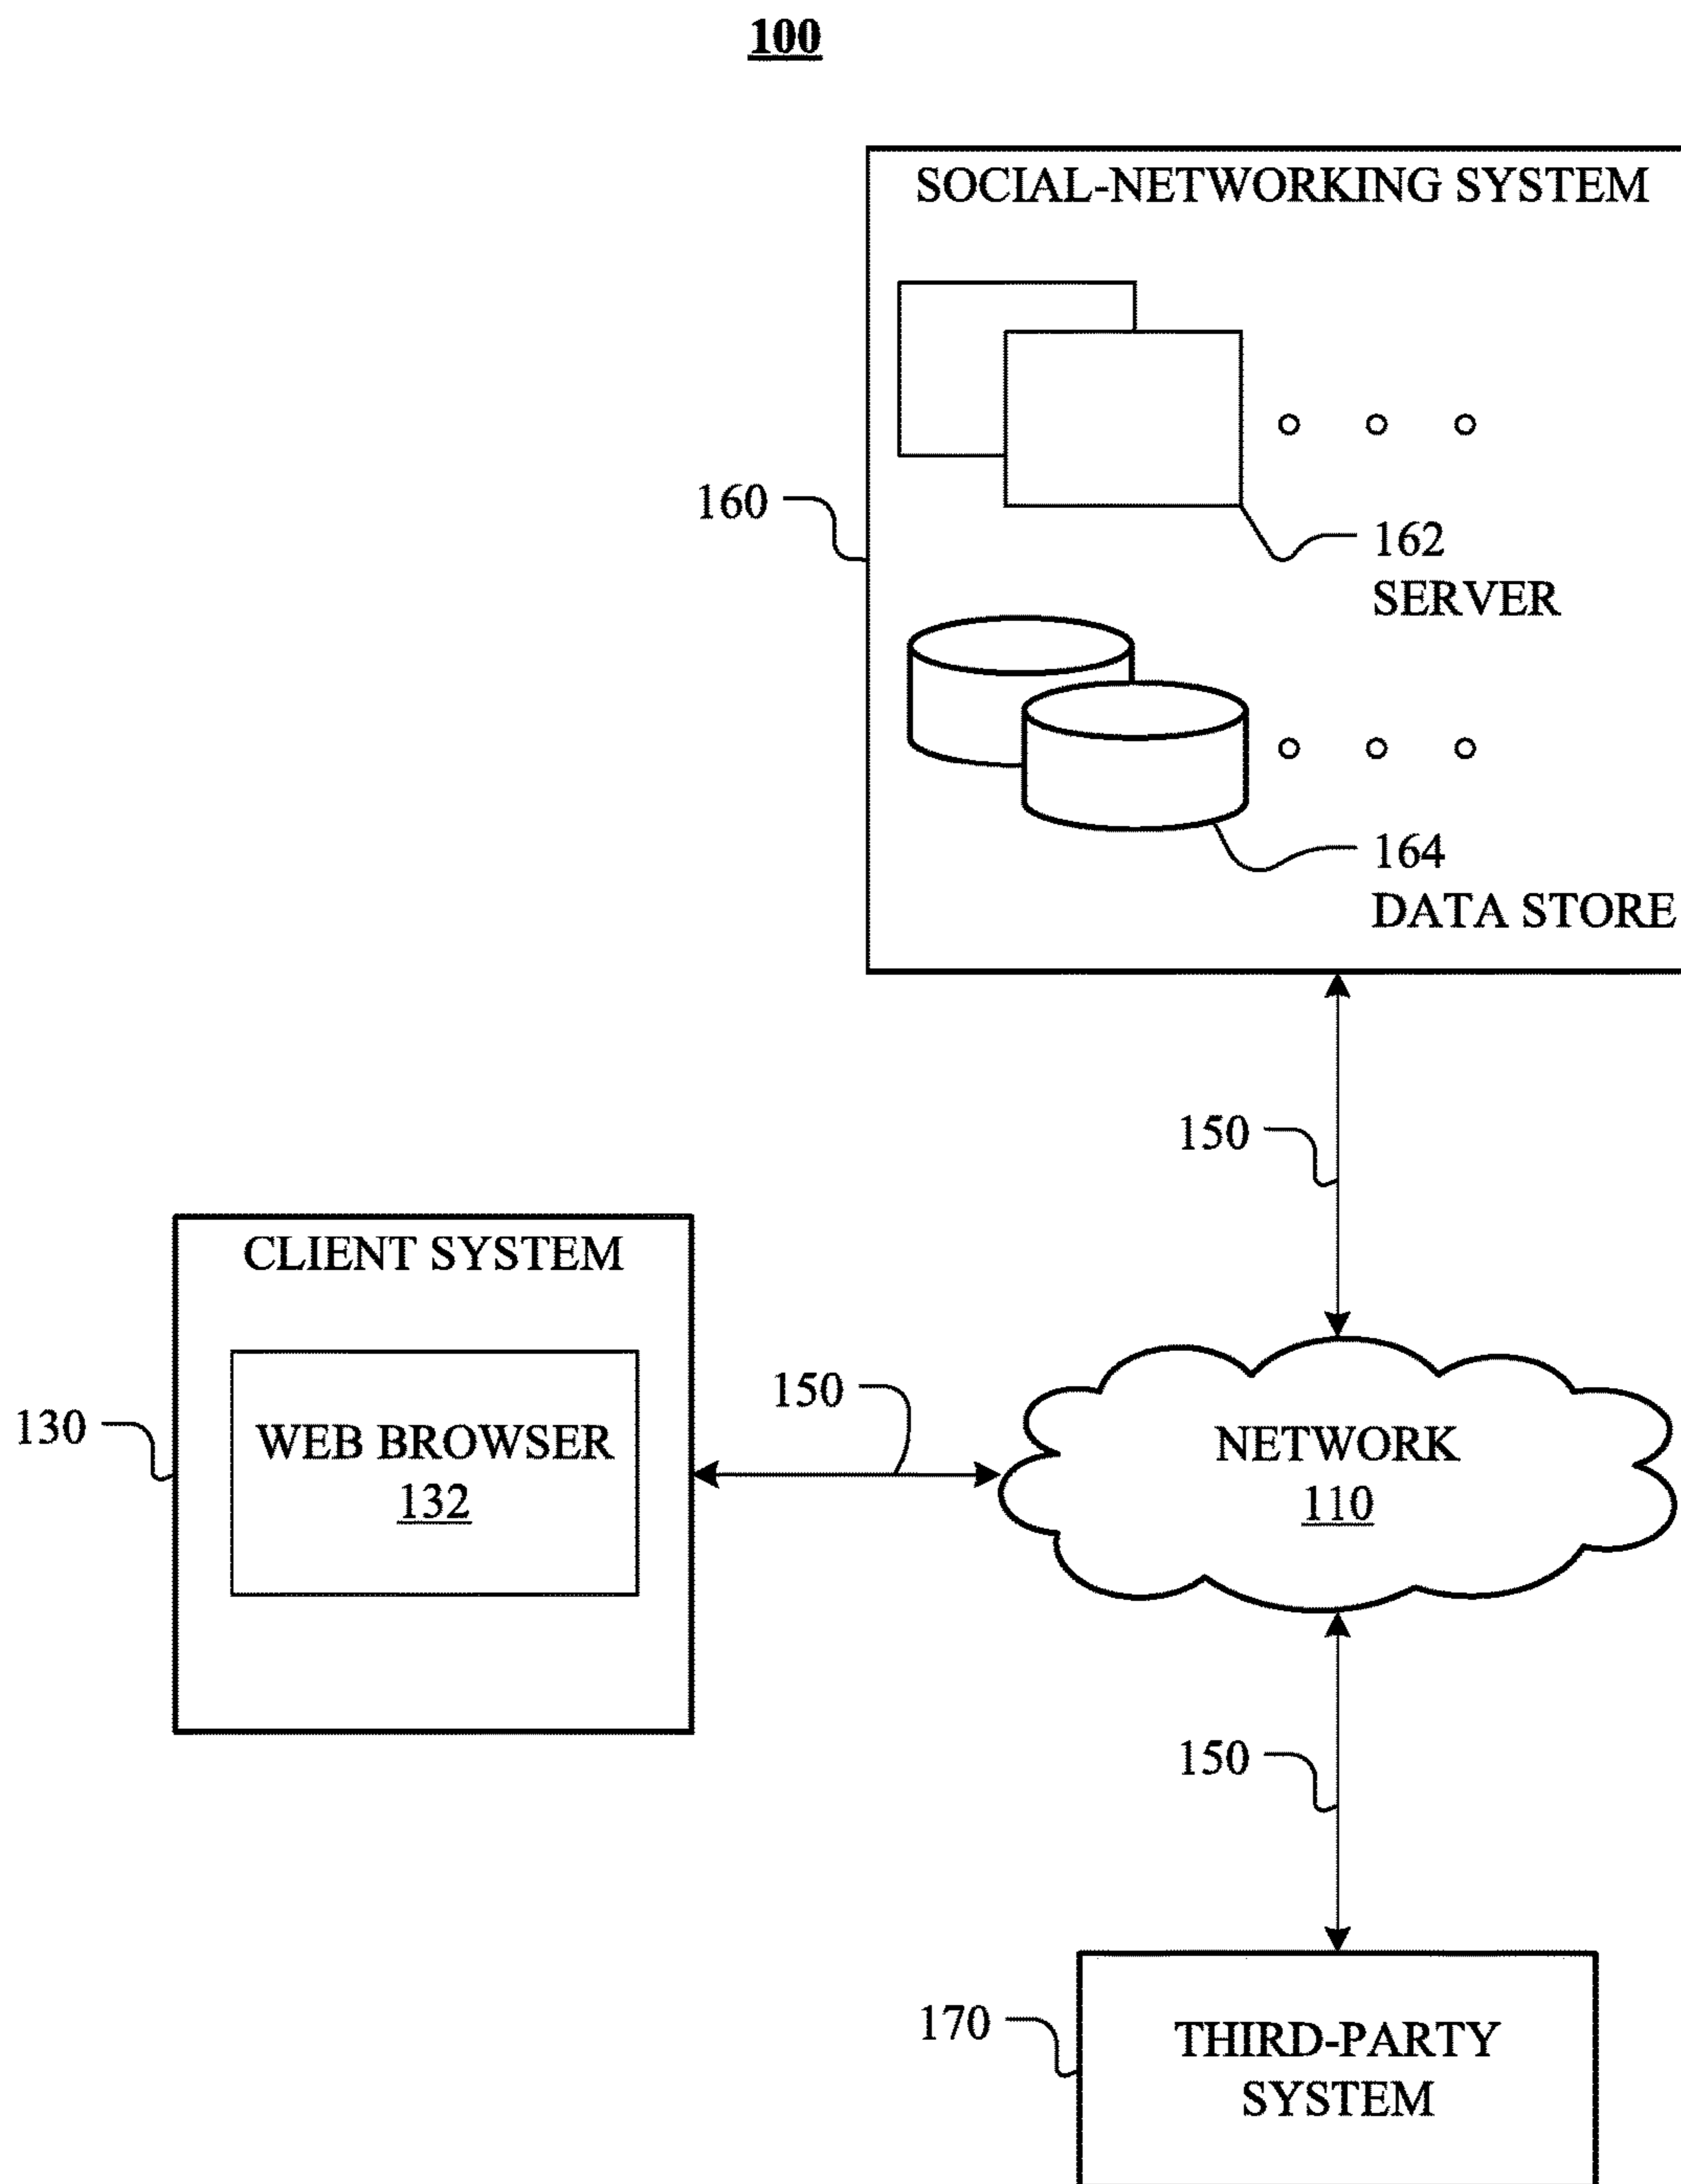 100
SOCIAL-NETWORKING SYSTEM
160
162
SERVER
164
DATA STORE
150
CLIENT SYSTEM
130
WEB BROWSER
132
150
NETWORK
110
150
170
THIRD-PARTY
SYSTEM